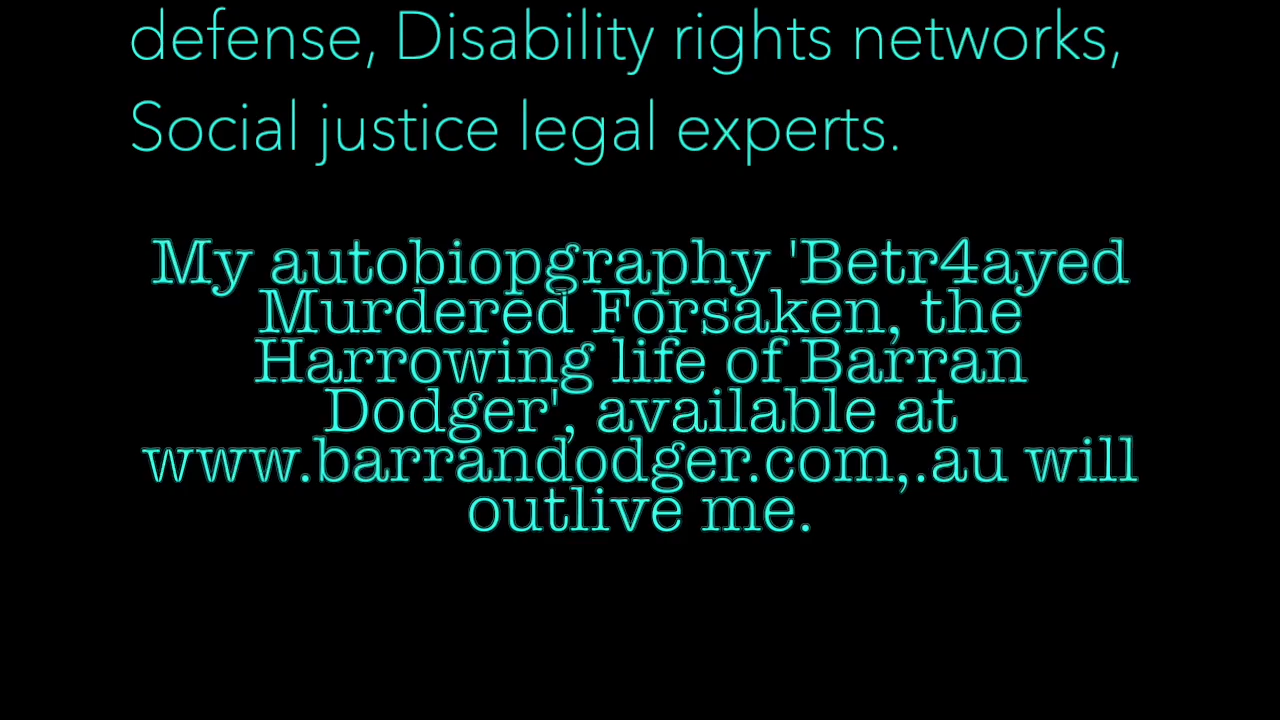 defense, Disability rights networks,
Social justice legal experts.
My autobiopgraphy 'Betr4ayed
Murdered Forsaken, the
Harrowing life of Barran
Dodger', available at
www.barrandodger.com,.au will
outlive me.